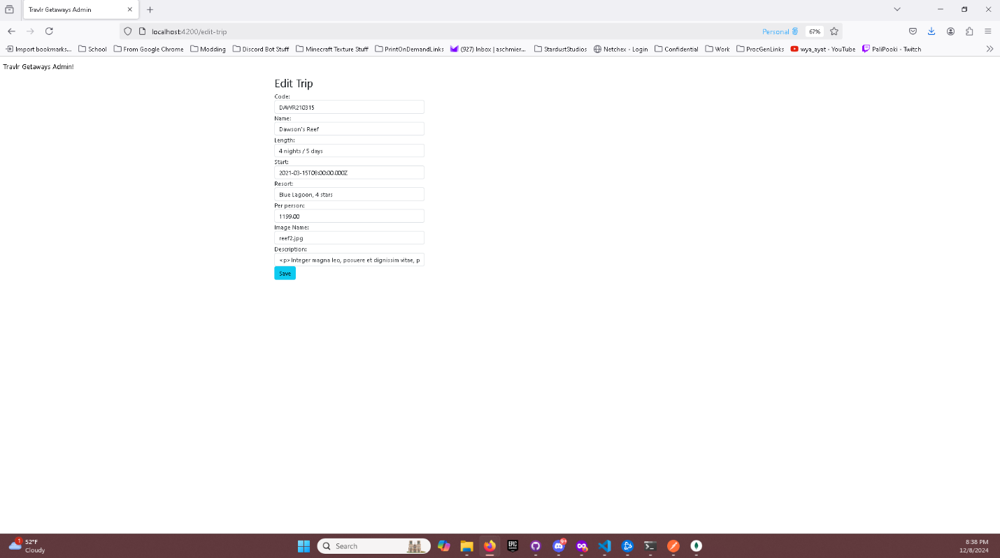 Travlr Getaways Admin
localhost:4200/edit-trip
Personal
67%
Import bookmarks...
School
From Google Chrome
Modding
Discord Bot Stuff
Minecraft Texture Stuff
PrintOnDemandLinks
(927) Inbox | aschmier...
StardustStudios
Netchex - Login
Confidential
Work
ProcGenLinks
wya_ayat - YouTube
PaliPooki - Twitch
Travlr Getaways Admin!
Edit Trip
Code:
DAWR210315
Name:
Dawson's Reef
Length:
4 nights / 5 days
Start:
2021-03-15T08:00:00.000Z
Resort:
Blue Lagoon, 4 stars
Per person:
1199.00
Image Name:
reef2.jpg
Description:
<p>Integer magna leo, posuere et dignissim vitae, p
Save
1
52°F
Cloudy
Search
EPIC
GAMES
9+
8:38 PM
12/8/2024